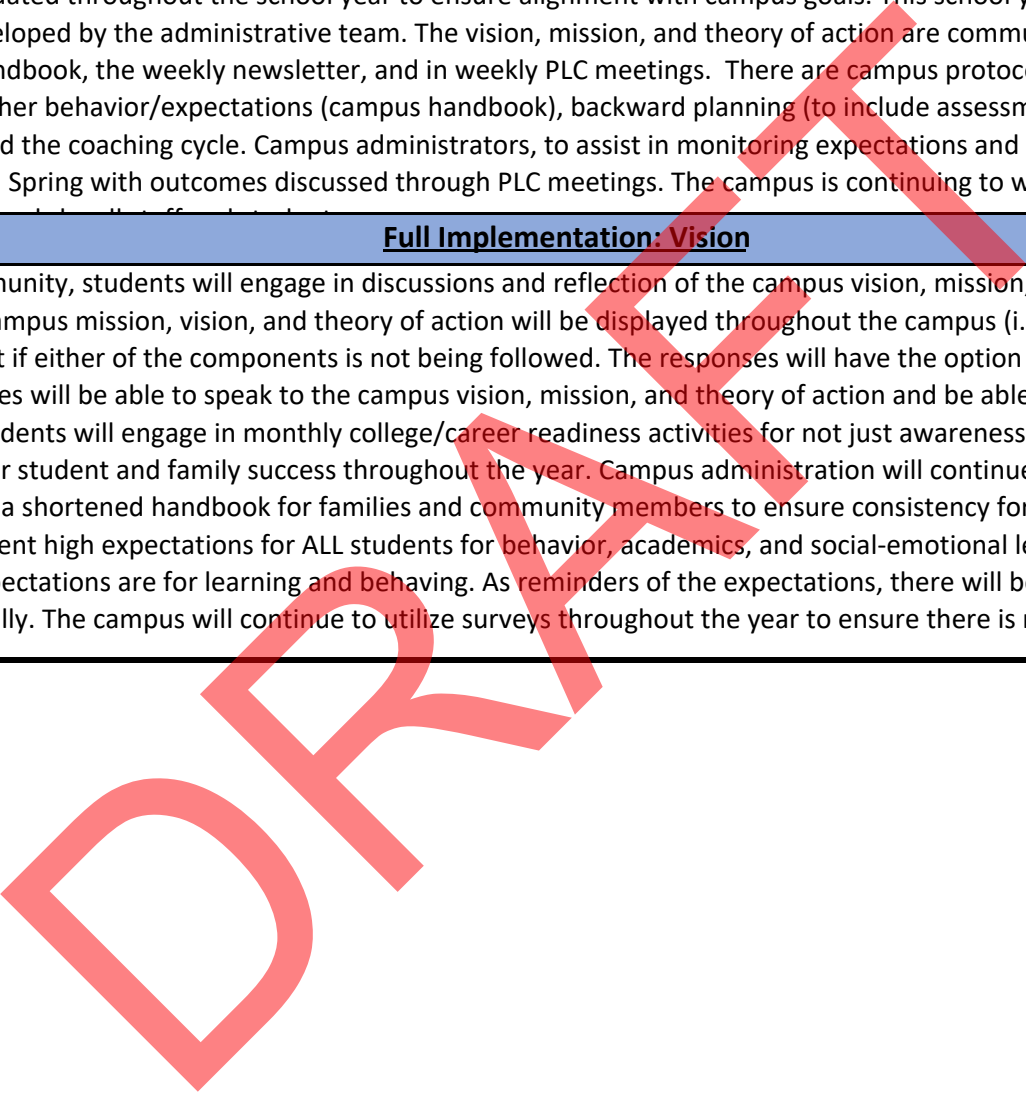 dated throughout the school year to ensure alignment with campus goals. This school y
eloped by the administrative team. The vision, mission, and theory of action are commu
ndbook, the weekly newsletter, and in weekly PLC meetings.  There are campus protoc
her behavior/expectations (campus handbook), backward planning (to include assessm
d the coaching cycle. Campus administrators, to assist in monitoring expectations and
Spring with outcomes discussed through PLC meetings. The campus is continuing to w
Full Implementation: Vision
munity, students will engage in discussions and reflection of the campus vision, mission,
ampus mission, vision, and theory of action will be displayed throughout the campus (i.
t if either of the components is not being followed. The responses will have the option
es will be able to speak to the campus vision, mission, and theory of action and be able
dents will engage in monthly college/career readiness activities for not just awareness
r student and family success throughout the year. Campus administration will continue
a shortened handbook for families and community members to ensure consistency for
ent high expectations for ALL students for behavior, academics, and social-emotional le
pectations are for learning and behaving. As reminders of the expectations, there will be
lly. The campus will continue to utilize surveys throughout the year to ensure there is
DRAFT